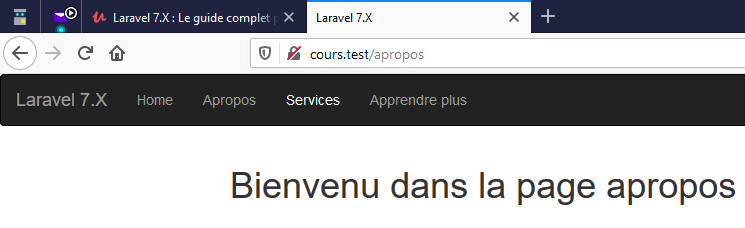 Laravel 7.X : Le guide complet
Laravel 7.X
cours.test/apropos
Laravel 7.X Home Apropos Services Apprendre plus
Bienvenu dans la page apropos